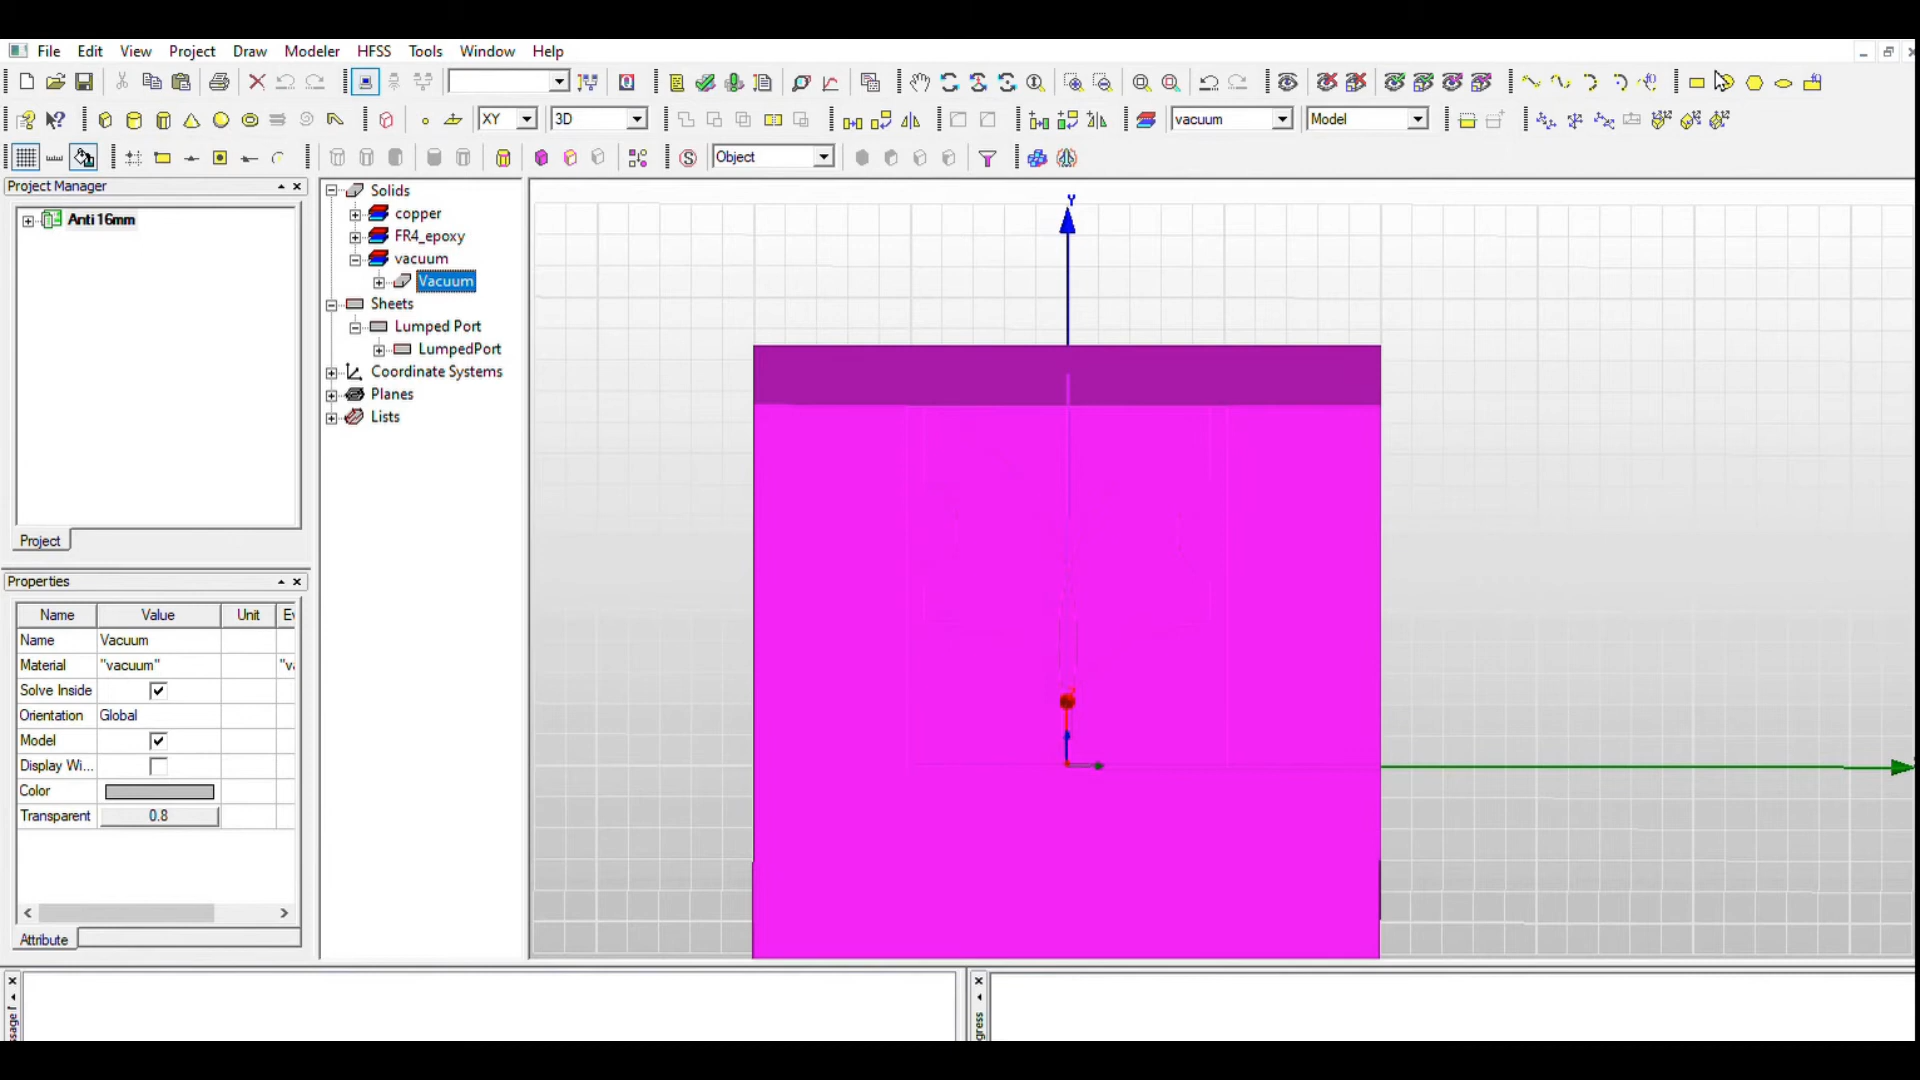 File Edit View Project Draw Modeler HFSS Tools Window Help
XY 3D vacuum Model
Object
Project Manager
Anti 16mm
Project
Solids
copper
FR4_epoxy
vacuum
Vacuum
Sheets
Lumped Port
LumpedPort
Coordinate Systems
Planes
Lists
Y
Properties
Name Value Unit
Name Vacuum
Material "vacuum"
Solve Inside
Orientation Global
Model
Display Wi...
Color
Transparent 0.8
Attribute